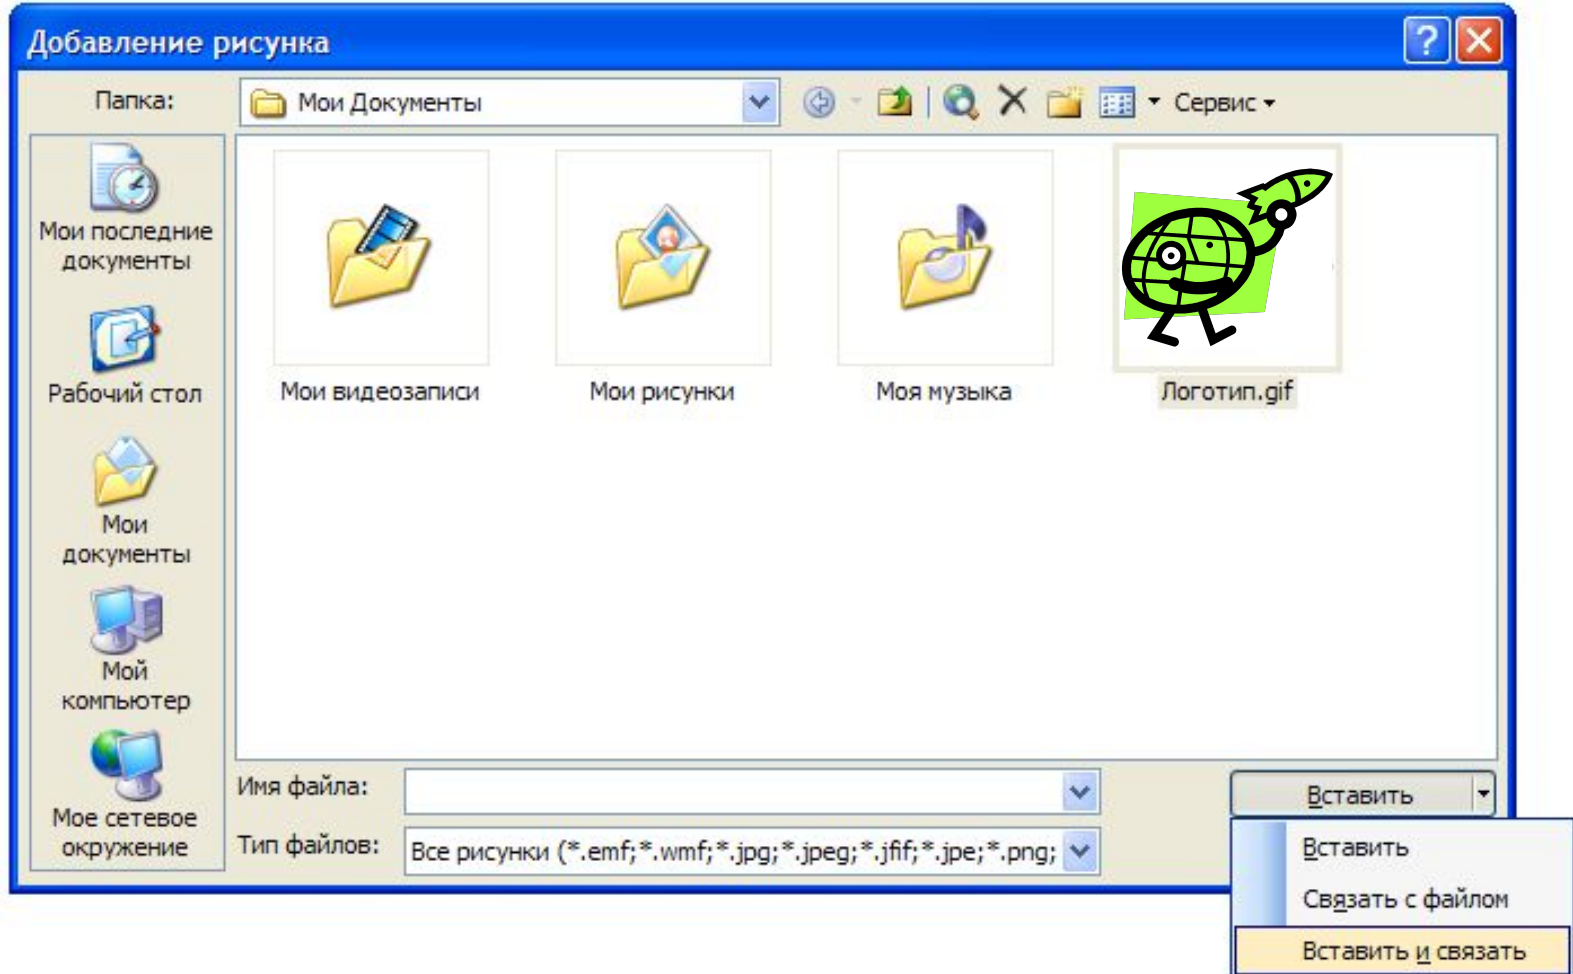 Добавление рисунка
?
Папка:
Мои Документы
Сервис
Мои последние
документы
Рабочий стол
Мои
документы
Мой
компьютер
Мое сетевое
окружение
Мои видеозаписи
Мои рисунки
Моя музыка
Логотип.gif
Имя файла:
Вставить
Тип файлов:
Все рисунки (*.emf;*.wmf;*.jpg;*.jpeg;*.jfif;*.jpe;*.png;
Вставить
Связать с файлом
Вставить и связать